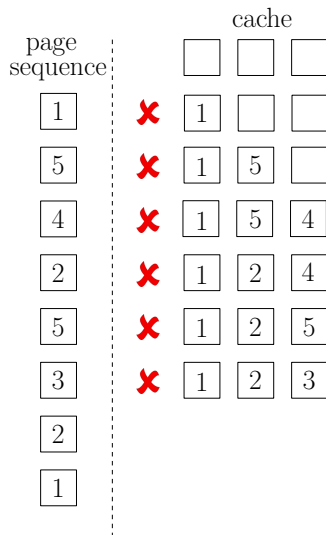 cache
page
sequence
1 ✘ 1
5 ✘ 1 5
4 ✘ 1 5 4
2 ✘ 1 2 4
5 ✘ 1 2 5
3 ✘ 1 2 3
2
1